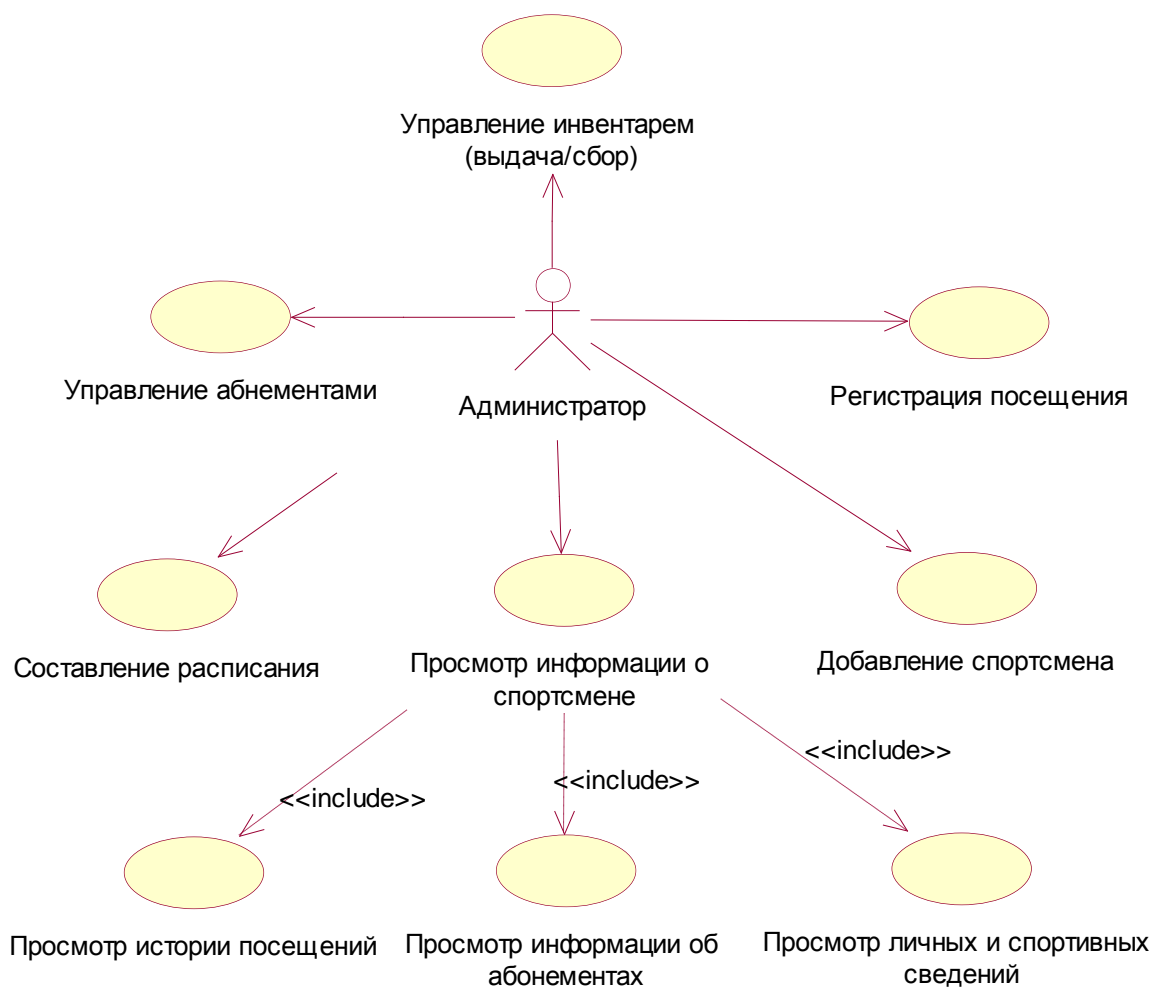 Управление инвентарем
(выдача/сбор)
Управление абнементами
Администратор
Регистрация посещения
Составление расписания
Просмотр информации о
спортсмене
Добавление спортсмена
<<include>>
<<include>>
<<include>>
Просмотр истории посещений
Просмотр информации об
абонементах
Просмотр личных и спортивных
сведений